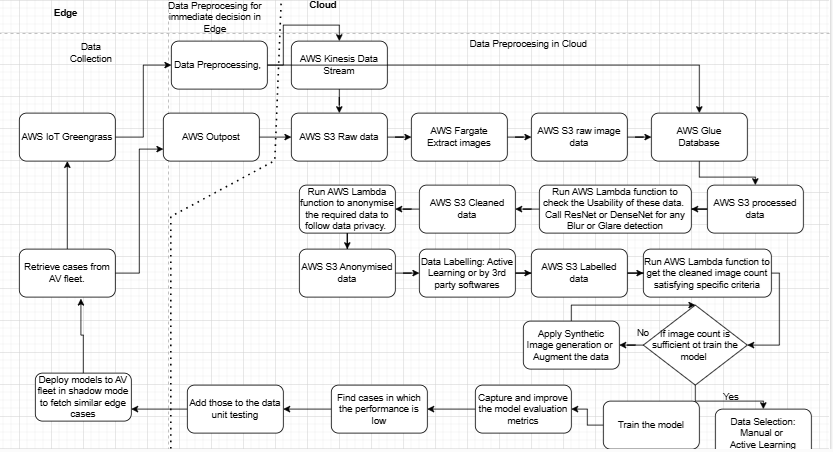 Edge
Data Preprocesing for
immediate decision in
Edge
Cloud
Data
Collection
Data Preprocessing.
AWS Kinesis Data
Stream
Data Preprocesing in Cloud
AWS IoT Greengrass
AWS Outpost
AWS S3 Raw data
AWS Fargate
Extract images
AWS S3 raw image
data
AWS Glue
Database
Run AWS Lambda
function to anonymise
the required data to
follow data privacy.
AWS S3 Cleaned
data
Run AWS Lambda function to
check the Usability of these data.
Call ResNet or DenseNet for any
Blur or Glare detection
AWS S3 processed
data
Retrieve cases from
AV fleet.
AWS S3 Anonymised
data
Data Labelling: Active
Learning or by 3rd
party softwares
AWS S3 Labelled
data
Run AWS Lambda function to
get the cleaned image count
satisfying specific criteria
Apply Synthetic
Image generation or
Augment the data
No
If image count is
sufficient ot train the
model
Yes
Deploy models to AV
fleet in shadow mode
to fetch similar edge
cases
Add those to the data
unit testing
Find cases in which
the performance is
low
Capture and improve
the model evaluation
metrics
Train the model
Data Selection:
Manual or
Active Learning